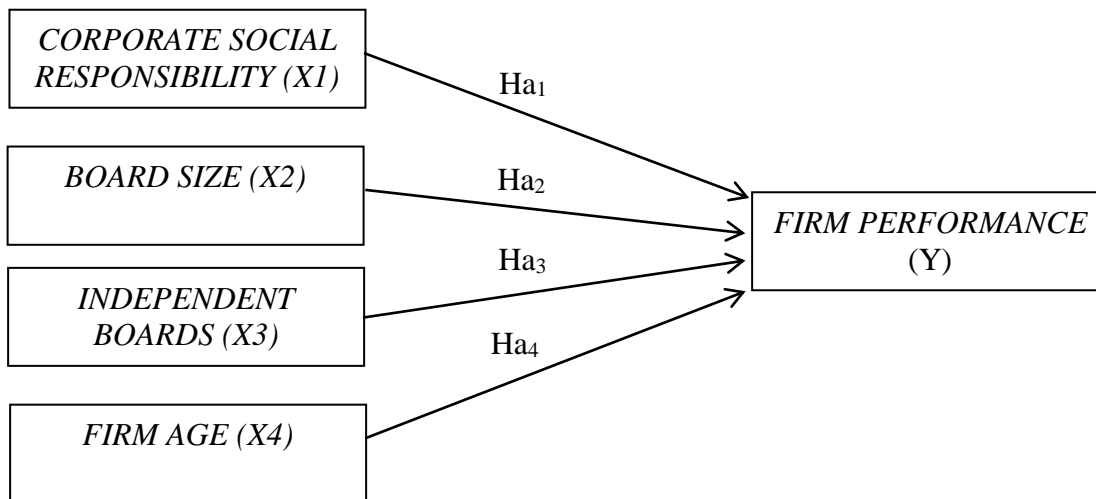 CORPORATE SOCIAL
RESPONSIBILITY (X1)
Ha₁
BOARD SIZE (X2)
Ha₂
FIRM PERFORMANCE
(Y)
INDEPENDENT
BOARDS (X3)
Ha₃
Ha₄
FIRM AGE (X4)